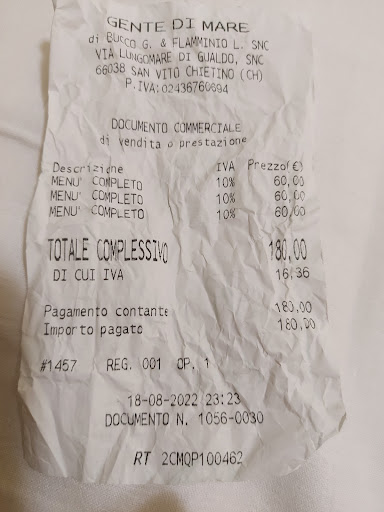 GENTE DI MARE
di BUCCO G. & FLAMMINIO L. SNC
VIA LUNGOMARE DI GUALDO, SNC
66038 SAN VITO CHIETINO (CH)
P.IVA:02436760694
DOCUMENTO COMMERCIALE
di vendita o prestazione
Descrizione IVA Prezzo(€)
MENU' COMPLETO 10% 60,00
MENU' COMPLETO 10% 60,00
MENU' COMPLETO 10% 60,00
TOTALE COMPLESSIVO 180,00
DI CUI IVA 16,36
Pagamento contante 180,00
Importo pagato 180,00
#1457 REG. 001 OP. 1
18-08-2022 23:23
DOCUMENTO N. 1056-0030
RT 2CMQP100462